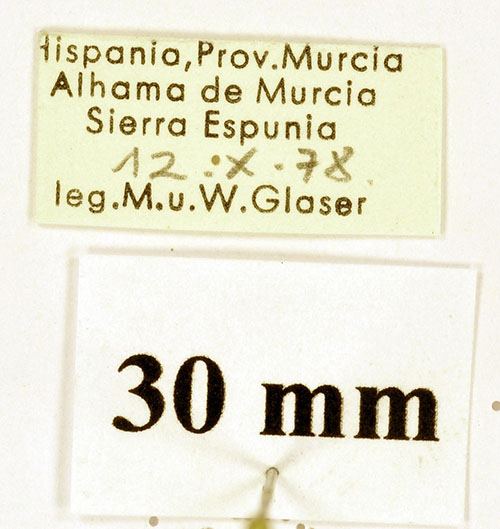 Hispania, Prov. Murcia
Alhama de Murcia
Sierra Espunia
12.X.78.
leg. M.u.W. Glaser
30 mm